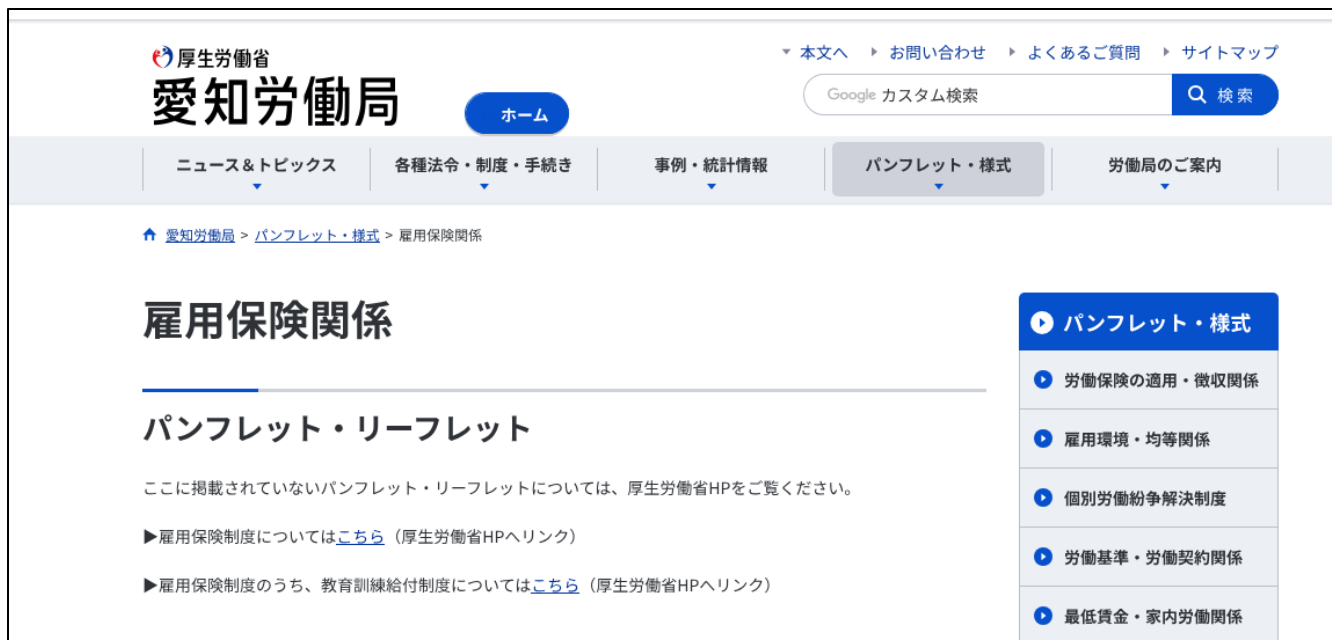 厚生労働省
愛知労働局
ホーム
本文へ お問い合わせ よくあるご質問 サイトマップ
Google カスタム検索 検索
ニュース＆トピックス 各種法令・制度・手続き 事例・統計情報 パンフレット・様式 労働局のご案内
愛知労働局 > パンフレット・様式 > 雇用保険関係
雇用保険関係
パンフレット・リーフレット
ここに掲載されていないパンフレット・リーフレットについては、厚生労働省HPをご覧ください。
▶雇用保険制度についてはこちら（厚生労働省HPへリンク）
▶雇用保険制度のうち、教育訓練給付制度についてはこちら（厚生労働省HPへリンク）
パンフレット・様式
労働保険の適用・徴収関係
雇用環境・均等関係
個別労働紛争解決制度
労働基準・労働契約関係
最低賃金・家内労働関係